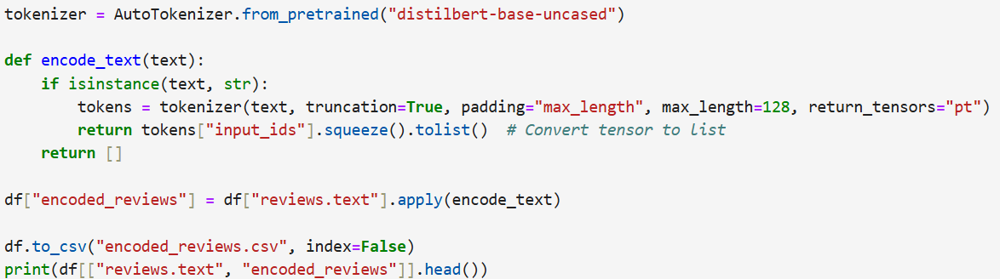 tokenizer = AutoTokenizer.from_pretrained("distilbert-base-uncased")
def encode_text(text):
    if isinstance(text, str):
        tokens = tokenizer(text, truncation=True, padding="max_length", max_length=128, return_tensors="pt")
        return tokens["input_ids"].squeeze().tolist()  # Convert tensor to list
    return []
df["encoded_reviews"] = df["reviews.text"].apply(encode_text)
df.to_csv("encoded_reviews.csv", index=False)
print(df[["reviews.text", "encoded_reviews"]].head())